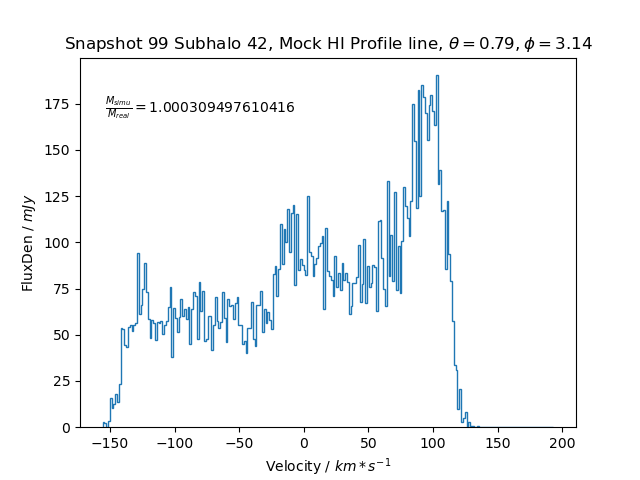 Snapshot 99 Subhalo 42, Mock HI Profile line, θ = 0.79, ϕ = 3.14
M_simu / M_real = 1.000309497610416
FluxDen / mJy
175
150
125
100
75
50
25
0
−150 −100 −50 0 50 100 150 200
Velocity / km * s⁻¹